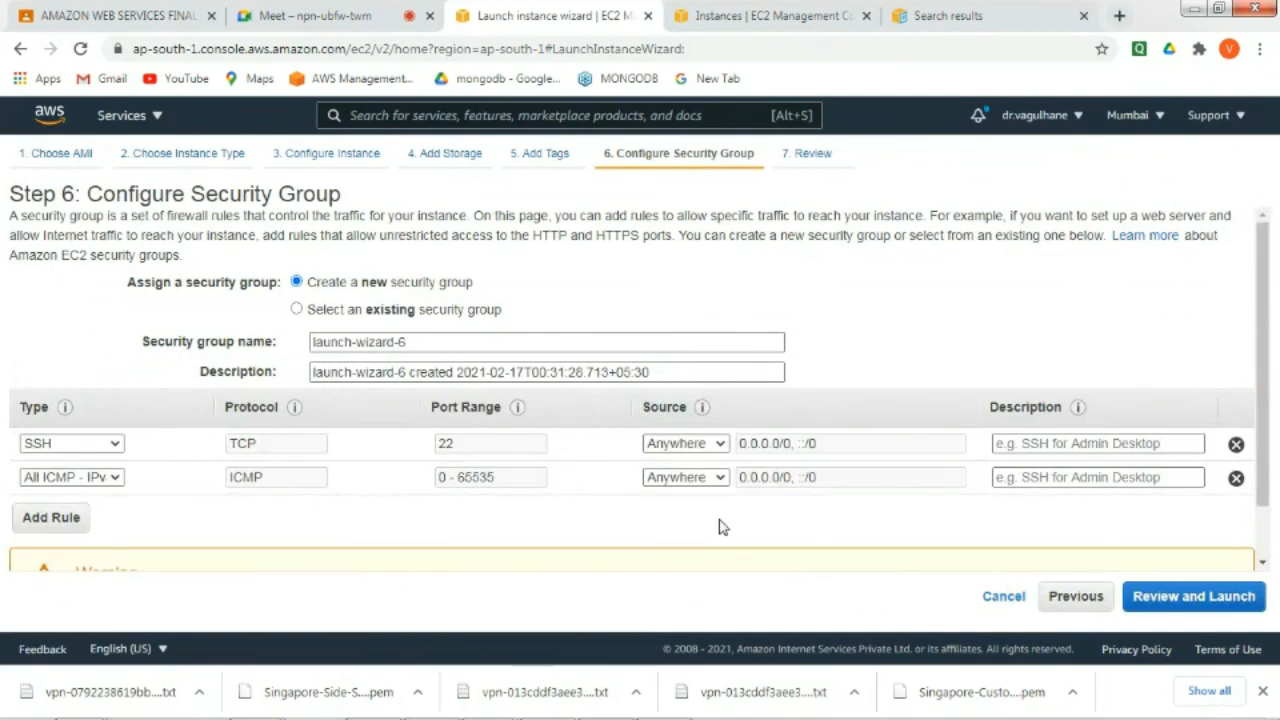 AMAZON WEB SERVICES FINAL
Meet – npn-ubfw-twm
Launch instance wizard | EC2 M
Instances | EC2 Management Co
Search results
ap-south-1.console.aws.amazon.com/ec2/v2/home?region=ap-south-1#LaunchInstanceWizard:
Q
V
Apps
Gmail
YouTube
Maps
AWS Management...
mongodb - Google...
MONGODB
New Tab
aws
Services
Search for services, features, marketplace products, and docs
[Alt+S]
dr.vagulhane
Mumbai
Support
1. Choose AMI
2. Choose Instance Type
3. Configure Instance
4. Add Storage
5. Add Tags
6. Configure Security Group
7. Review
Step 6: Configure Security Group
A security group is a set of firewall rules that control the traffic for your instance. On this page, you can add rules to allow specific traffic to reach your instance. For example, if you want to set up a web server and
allow Internet traffic to reach your instance, add rules that allow unrestricted access to the HTTP and HTTPS ports. You can create a new security group or select from an existing one below. Learn more about
Amazon EC2 security groups.
Assign a security group:
Create a new security group
Select an existing security group
Security group name:
launch-wizard-6
Description:
launch-wizard-6 created 2021-02-17T00:31:28.713+05:30
Type
Protocol
Port Range
Source
Description
SSH
TCP
22
Anywhere
0.0.0.0/0, ::/0
e.g. SSH for Admin Desktop
All ICMP - IPv
ICMP
0 - 65535
Anywhere
0.0.0.0/0, ::/0
e.g. SSH for Admin Desktop
Add Rule
Warning
Cancel
Previous
Review and Launch
Feedback
English (US)
© 2008 - 2021, Amazon Internet Services Private Ltd. or its affiliates. All rights reserved.
Privacy Policy
Terms of Use
vpn-0792238619bb....txt
Singapore-Side-S....pem
vpn-013cddf3aee3....txt
vpn-013cddf3aee3....txt
Singapore-Custo....pem
Show all